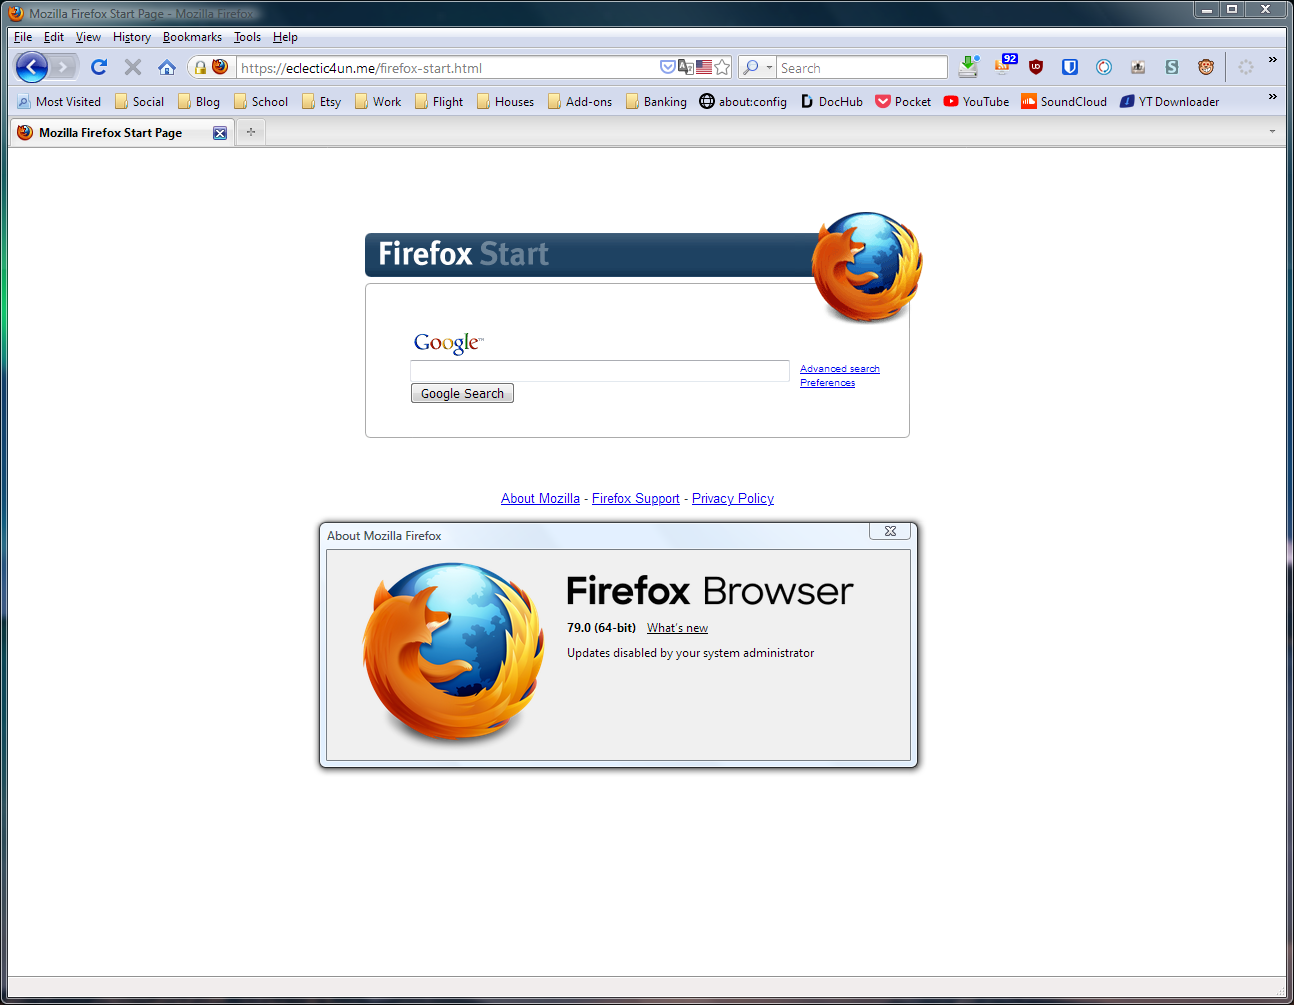 Mozilla Firefox Start Page - Mozilla Firefox
File Edit View History Bookmarks Tools Help
https://eclectic4un.me/firefox-start.html Search 92
Most Visited Social Blog School Etsy Work Flight Houses Add-ons Banking about:config DocHub Pocket YouTube SoundCloud YT Downloader
Mozilla Firefox Start Page
Firefox Start
Google™
Advanced search
Preferences
Google Search
About Mozilla - Firefox Support - Privacy Policy
About Mozilla Firefox
Firefox Browser
79.0 (64-bit) What's new
Updates disabled by your system administrator